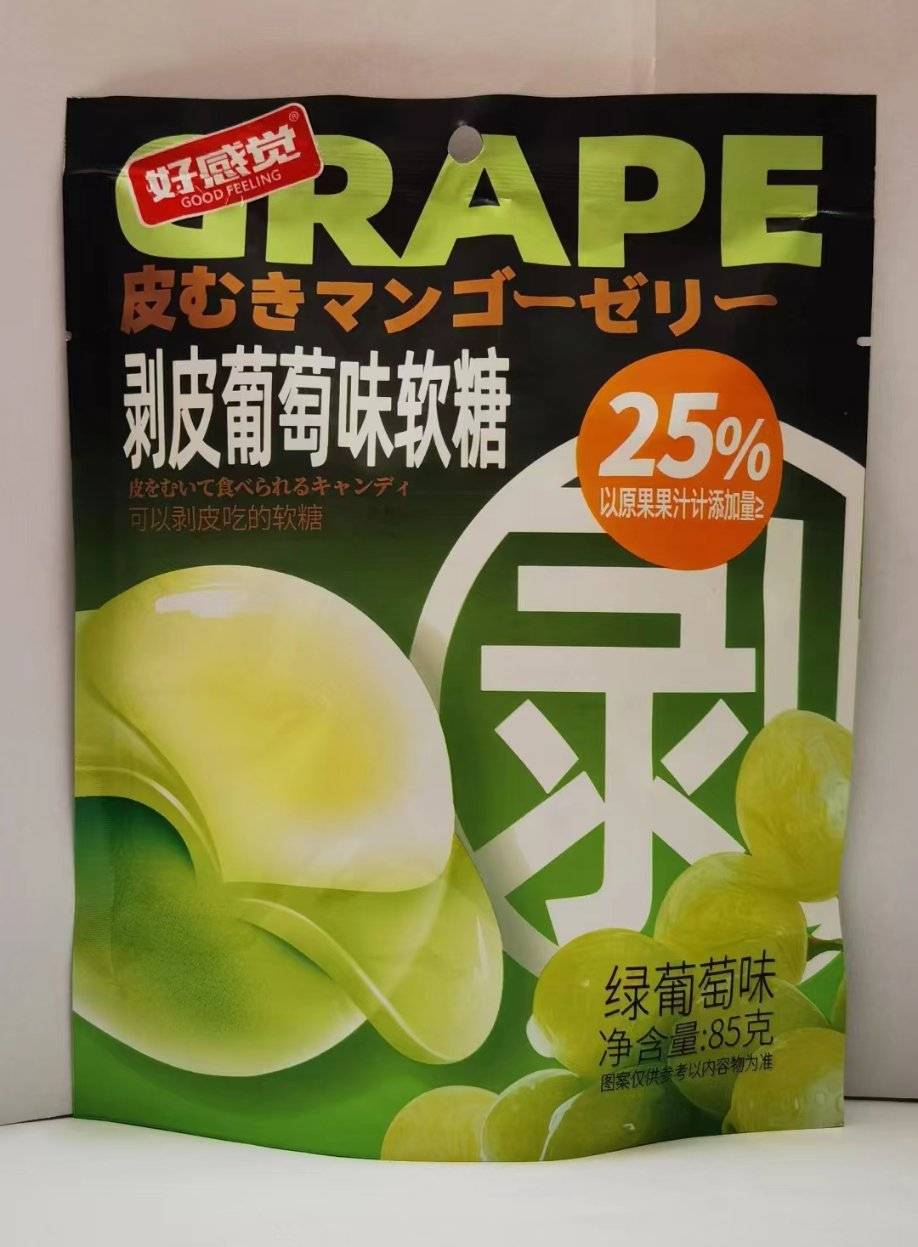 好感觉®
GOOD FEELING
GRAPE
皮むきマンゴーゼリー
剥皮葡萄味软糖
皮をむいて食べられるキャンディ
可以剥皮吃的软糖
25%
以原果果汁计添加量≥
剥
绿葡萄味
净含量:85克
图案仅供参考以内容物为准